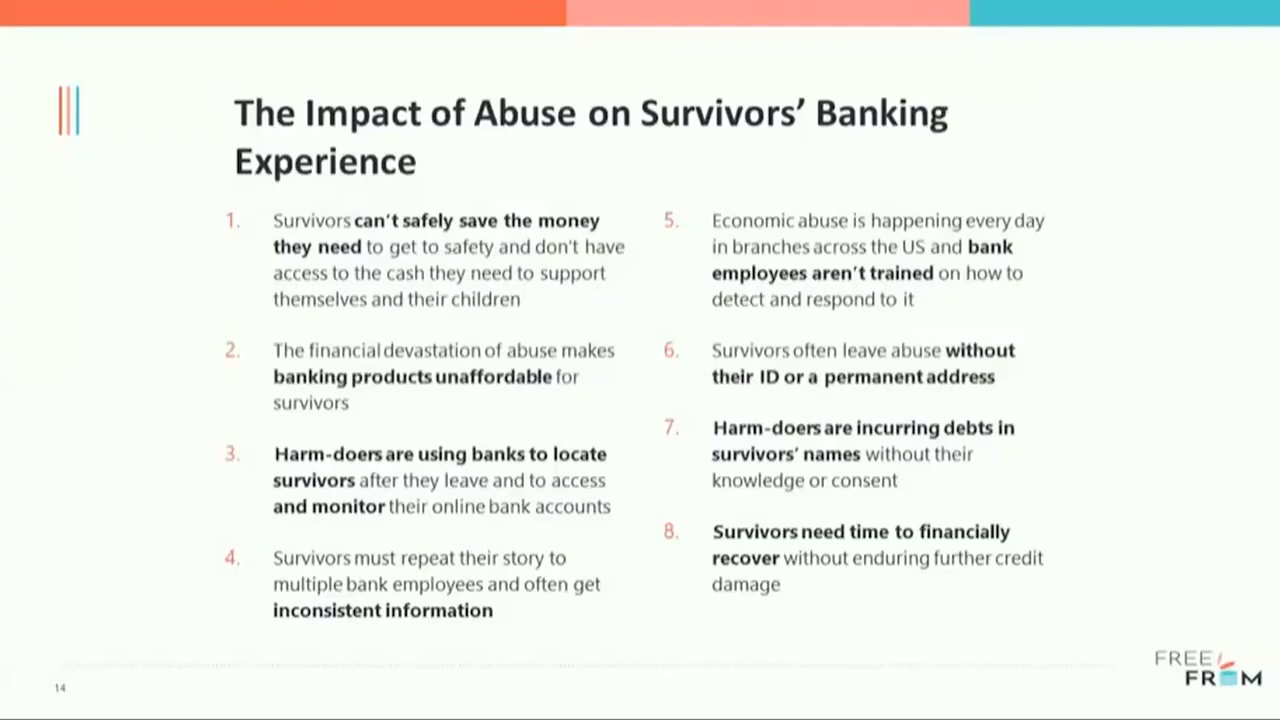 The Impact of Abuse on Survivors’ Banking
Experience
1. Survivors can’t safely save the money
they need to get to safety and don’t have
access to the cash they need to support
themselves and their children
2. The financial devastation of abuse makes
banking products unaffordable for
survivors
3. Harm-doers are using banks to locate
survivors after they leave and to access
and monitor their online bank accounts
4. Survivors must repeat their story to
multiple bank employees and often get
inconsistent information
5. Economic abuse is happening every day
in branches across the US and bank
employees aren’t trained on how to
detect and respond to it
6. Survivors often leave abuse without
their ID or a permanent address
7. Harm-doers are incurring debts in
survivors’ names without their
knowledge or consent
8. Survivors need time to financially
recover without enduring further credit
damage
14
FREE
FROM